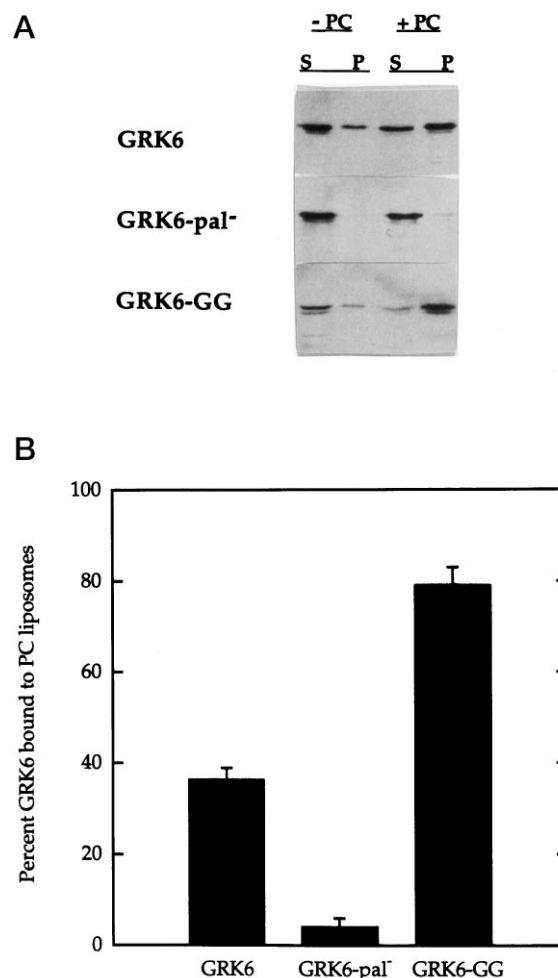 A
- PC + PC
S P S P
GRK6
GRK6-pal-
GRK6-GG
B
Percent GRK6 bound to PC liposomes
100
80
60
40
20
0
GRK6 GRK6-pal- GRK6-GG